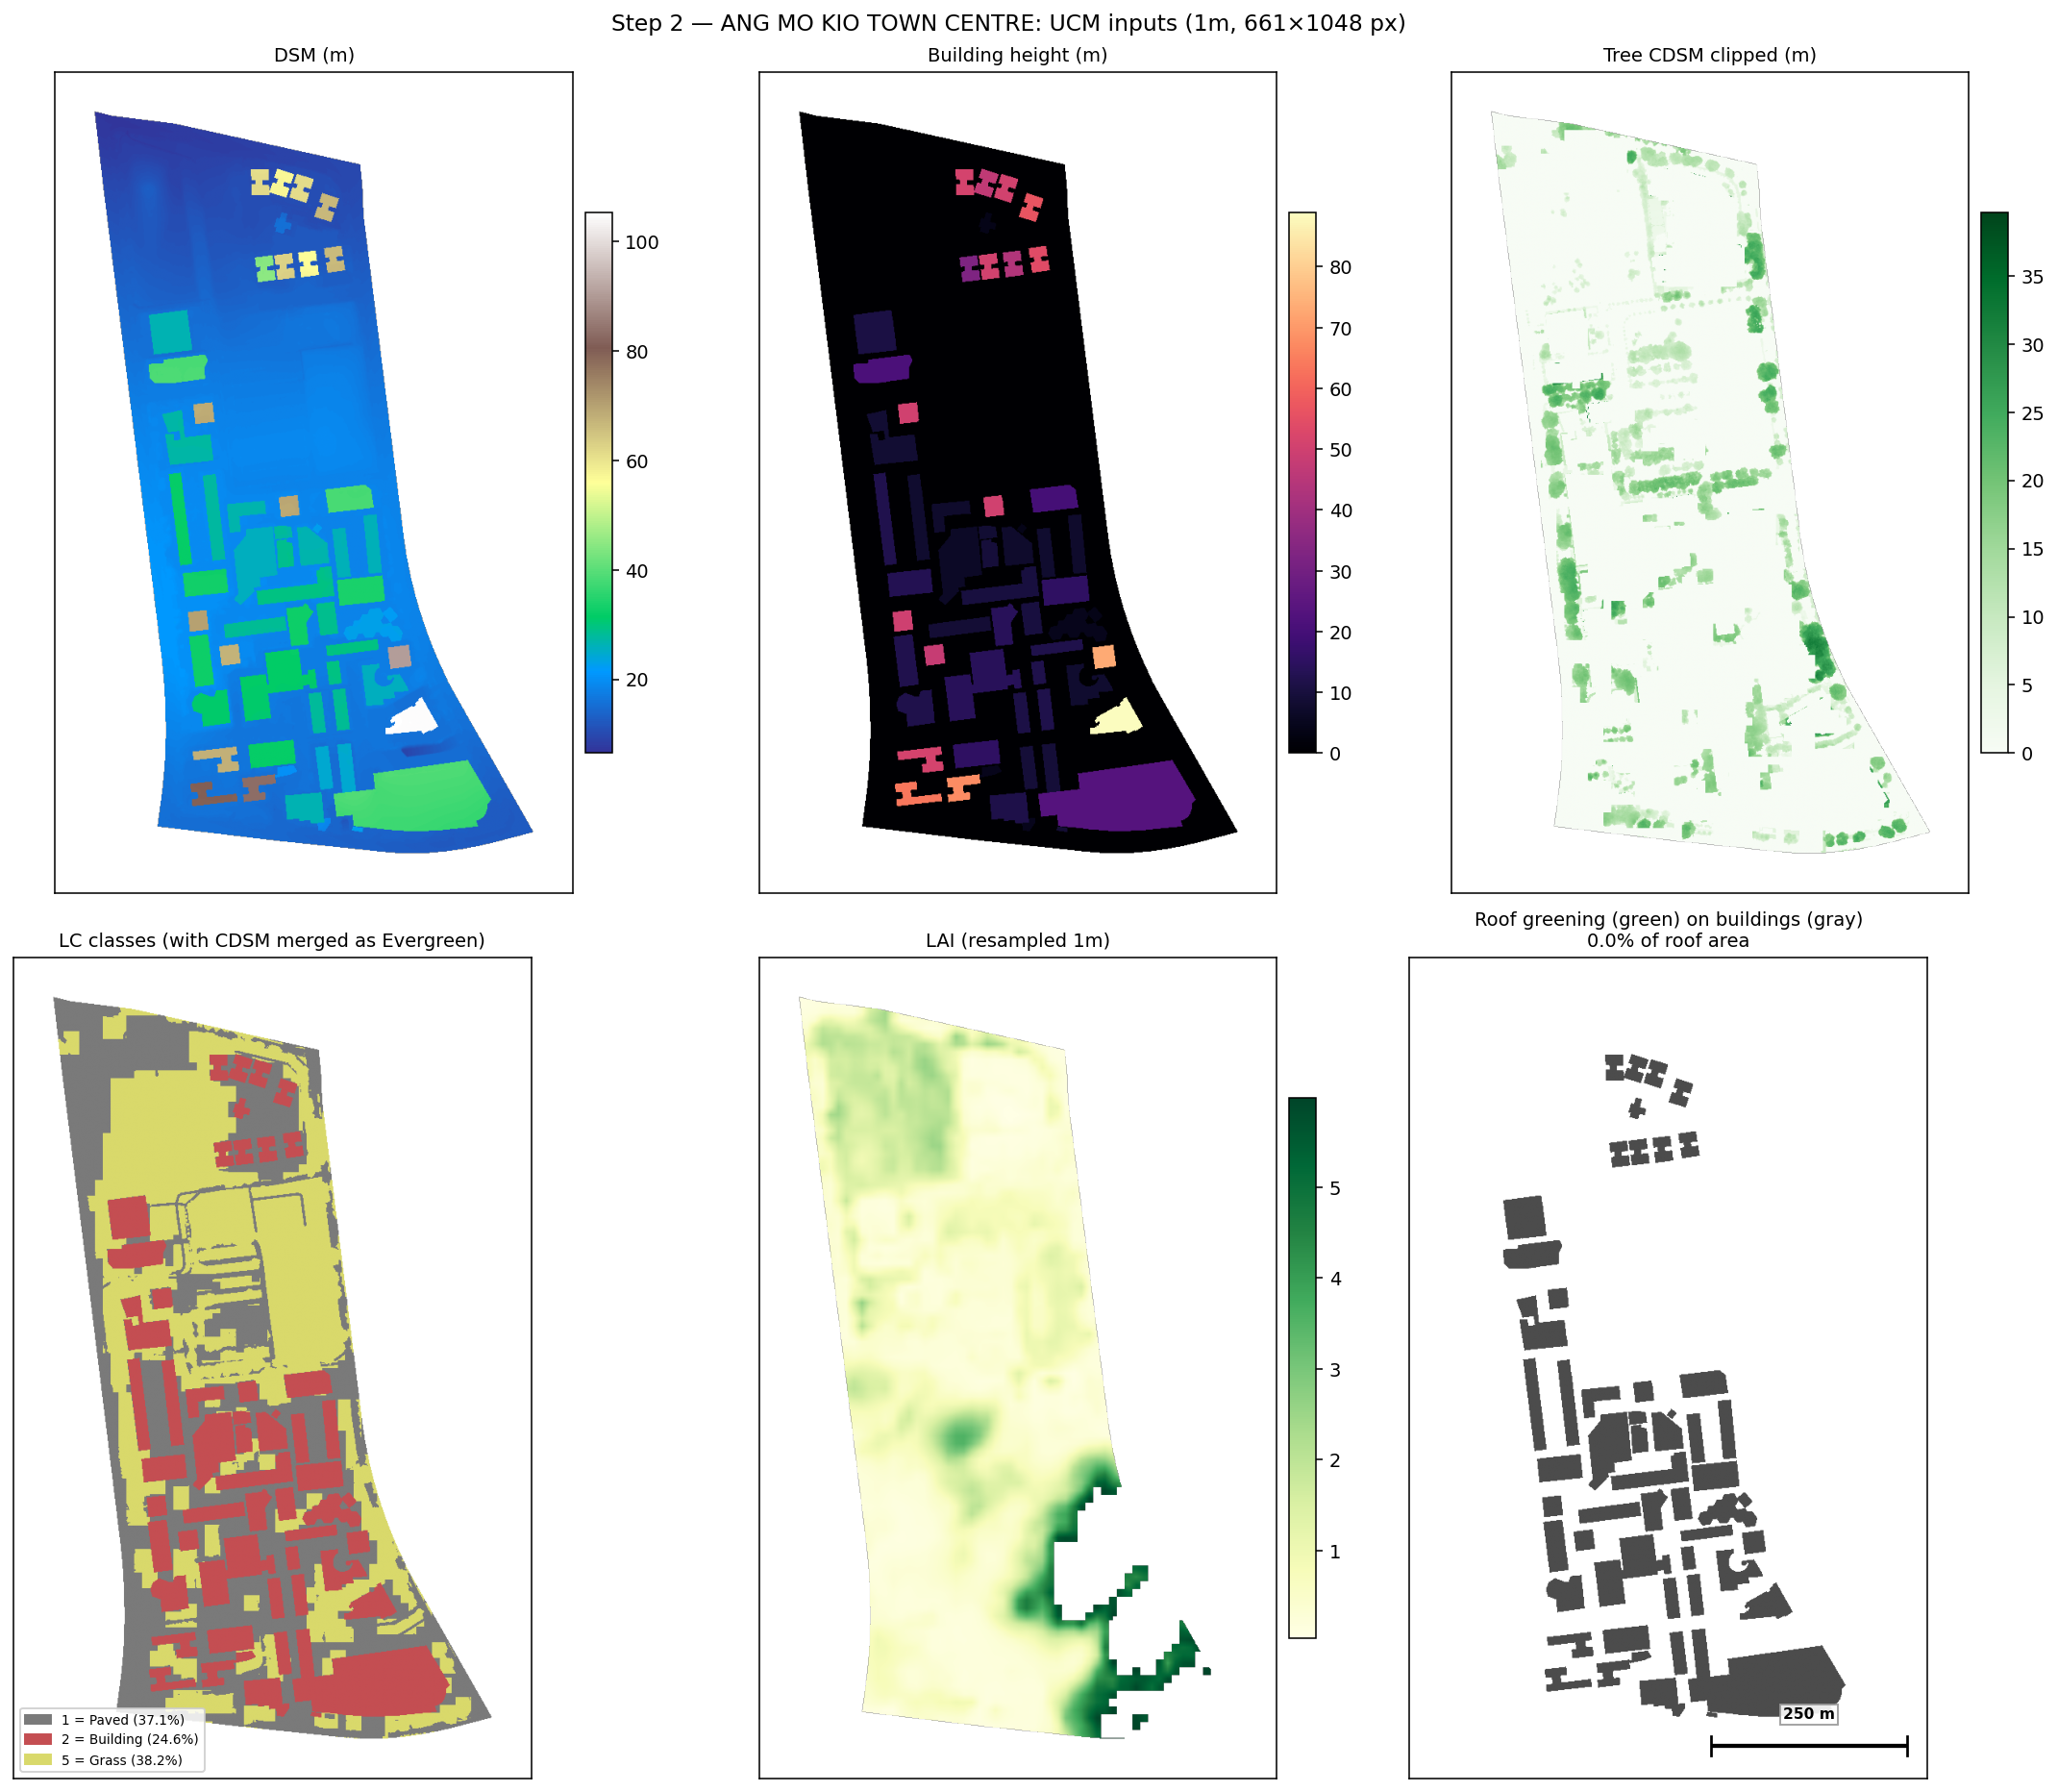 Step 2 — ANG MO KIO TOWN CENTRE: UCM inputs (1m, 661×1048 px)
DSM (m)
100
80
60
40
20
Building height (m)
80
70
60
50
40
30
20
10
0
Tree CDSM clipped (m)
35
30
25
20
15
10
5
0
LC classes (with CDSM merged as Evergreen)
1 = Paved (37.1%)
2 = Building (24.6%)
5 = Grass (38.2%)
LAI (resampled 1m)
5
4
3
2
1
Roof greening (green) on buildings (gray)
0.0% of roof area
250 m